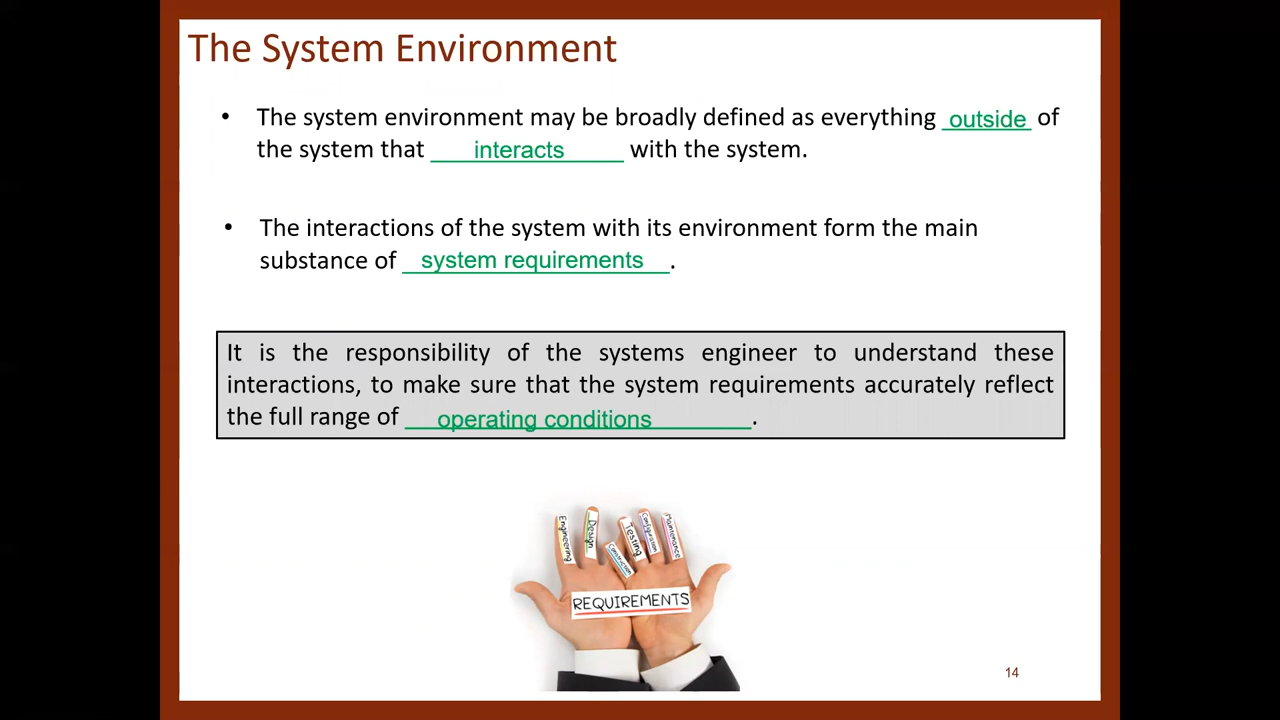 The System Environment
• The system environment may be broadly defined as everything outside of
the system that interacts with the system.
• The interactions of the system with its environment form the main
substance of system requirements.
It is the responsibility of the systems engineer to understand these
interactions, to make sure that the system requirements accurately reflect
the full range of operating conditions.
Engineering
Design
Construction
Testing
Configuration
Maintenance
REQUIREMENTS
14